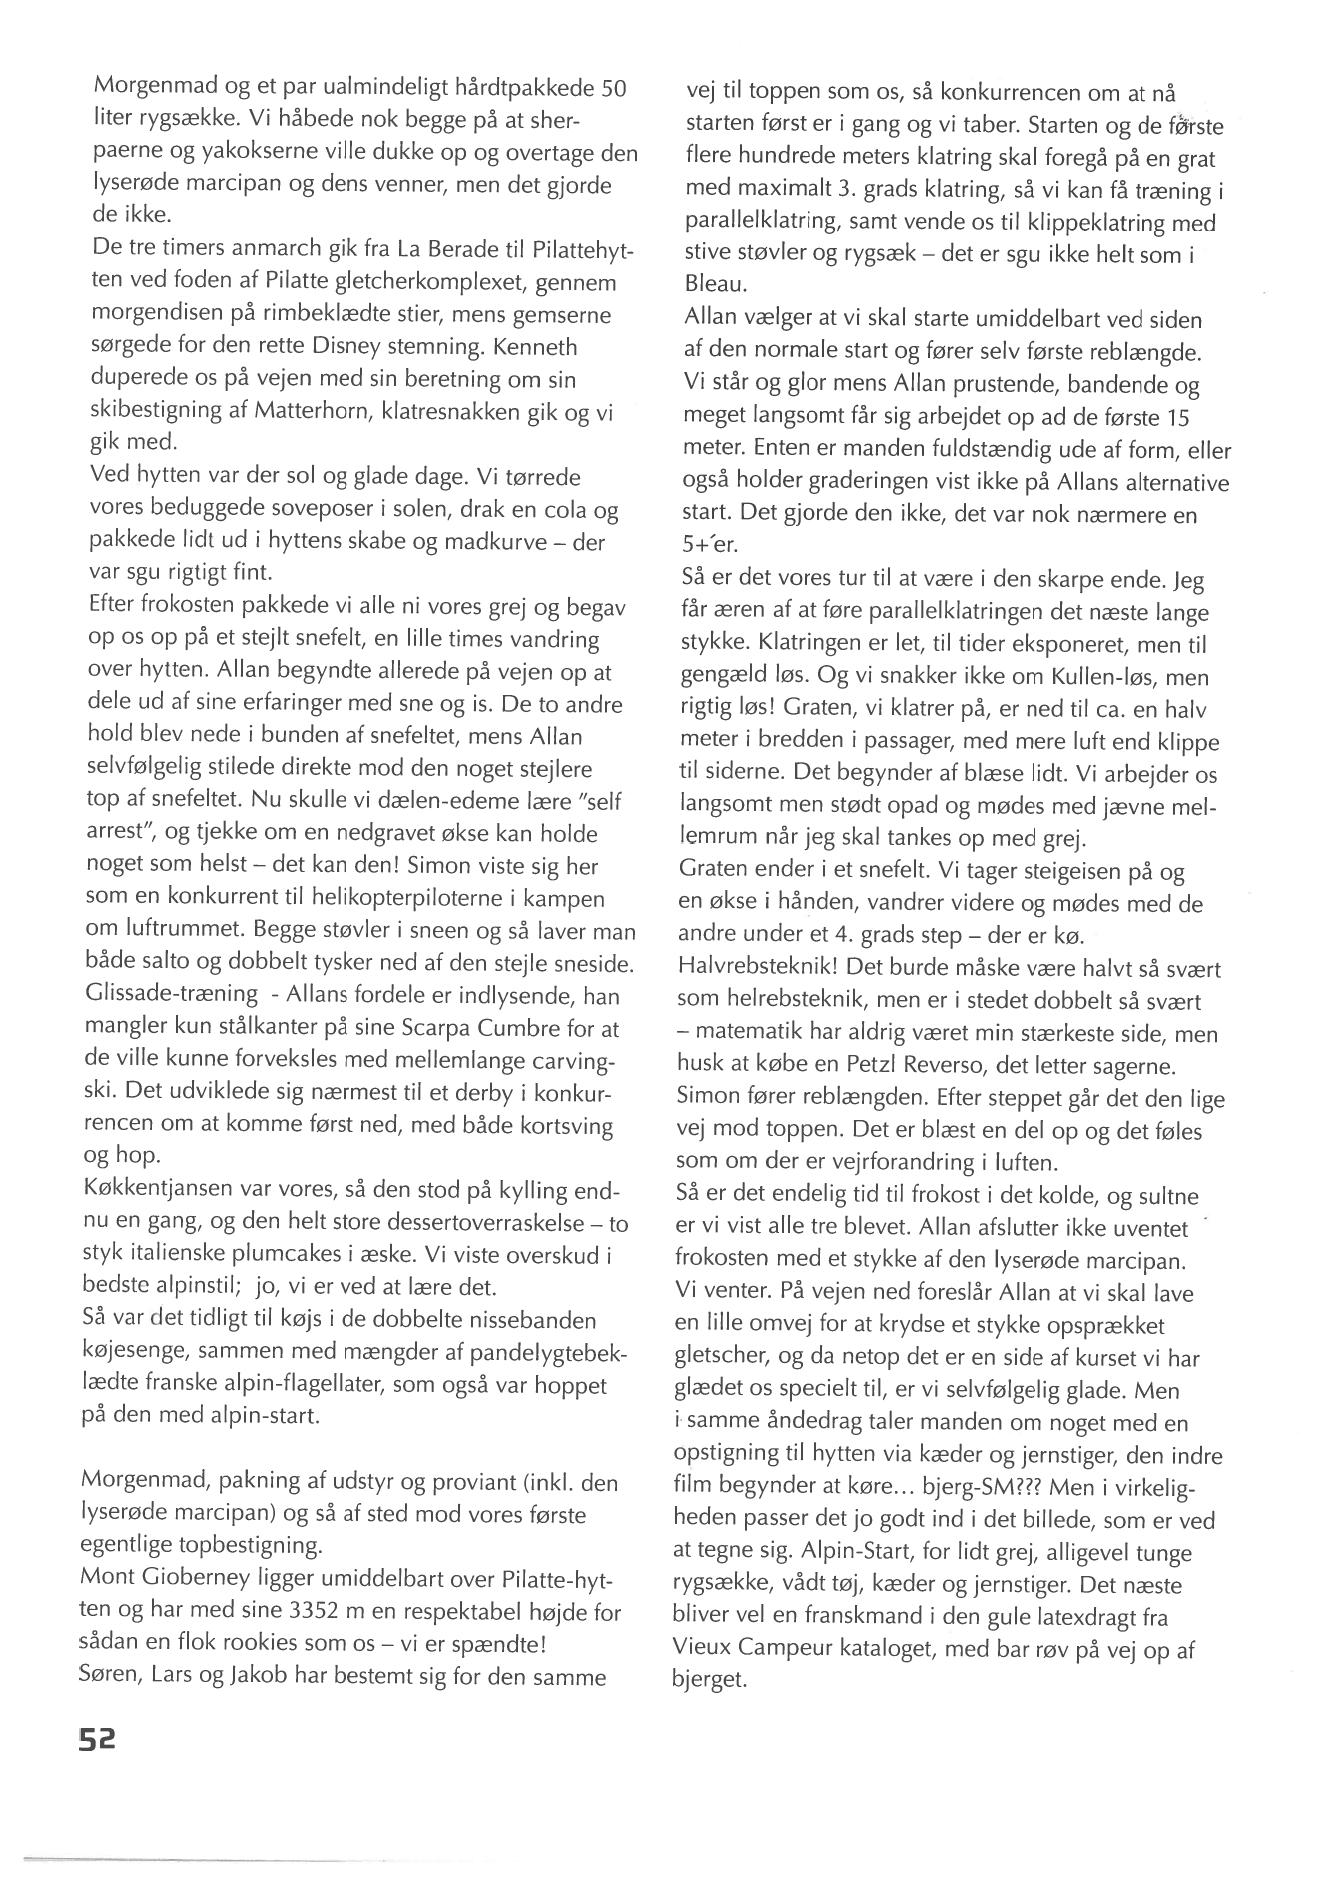 Morgenmad og et par ualmindeligt hårdtpakkede 50
liter rygsække. Vi håbede nok begge på at sher-
paerne og yakokserne ville dukke op og overtage den
lyserøde marcipan og dens venner, men det gjorde
de ikke.
De tre timers anmarch gik fra La Berade til Pilattehyt-
ten ved foden af Pilatte gletcherkomplexet, gennem
morgendisen på rimbeklædte stier, mens gemserne
sørgede for den rette Disney stemning. Kenneth
duperede os på vejen med sin beretning om sin
skibestigning af Matterhorn, klatresnakken gik og vi
gik med.
Ved hytten var der sol og glade dage. Vi tørrede
vores beduggede soveposer i solen, drak en cola og
pakkede lidt ud i hyttens skabe og madkurve – der
var sgu rigtigt fint.
Efter frokosten pakkede vi alle ni vores grej og begav
op os op på et stejlt snefelt, en lille times vandring
over hytten. Allan begyndte allerede på vejen op at
dele ud af sine erfaringer med sne og is. De to andre
hold blev nede i bunden af snefeltet, mens Allan
selvfølgelig stilede direkte mod den noget stejlere
top af snefeltet. Nu skulle vi dælen-edeme lære "self
arrest", og tjekke om en nedgravet økse kan holde
noget som helst – det kan den! Simon viste sig her
som en konkurrent til helikopterpiloterne i kampen
om luftrummet. Begge støvler i sneen og så laver man
både salto og dobbelt tysker ned af den stejle sneside.
Glissade-træning - Allans fordele er indlysende, han
mangler kun stålkanter på sine Scarpa Cumbre for at
de ville kunne forveksles med mellemlange carving-
ski. Det udviklede sig nærmest til et derby i konkur-
rencen om at komme først ned, med både kortsving
og hop.
Køkkentjansen var vores, så den stod på kylling end-
nu en gang, og den helt store dessertoverraskelse – to
styk italienske plumcakes i æske. Vi viste overskud i
bedste alpinstil; jo, vi er ved at lære det.
Så var det tidligt til køjs i de dobbelte nissebanden
køjesenge, sammen med mængder af pandelygtebek-
lædte franske alpin-flagellater, som også var hoppet
på den med alpin-start.

Morgenmad, pakning af udstyr og proviant (inkl. den
lyserøde marcipan) og så af sted mod vores første
egentlige topbestigning.
Mont Gioberney ligger umiddelbart over Pilatte-hyt-
ten og har med sine 3352 m en respektabel højde for
sådan en flok rookies som os – vi er spændte!
Søren, Lars og Jakob har bestemt sig for den samme
vej til toppen som os, så konkurrencen om at nå
starten først er i gang og vi taber. Starten og de første
flere hundrede meters klatring skal foregå på en grat
med maximalt 3. grads klatring, så vi kan få træning i
parallelklatring, samt vende os til klippeklatring med
stive støvler og rygsæk – det er sgu ikke helt som i
Bleau.
Allan vælger at vi skal starte umiddelbart ved siden
af den normale start og fører selv første reblængde.
Vi står og glor mens Allan prustende, bandende og
meget langsomt får sig arbejdet op ad de første 15
meter. Enten er manden fuldstændig ude af form, eller
også holder graderingen vist ikke på Allans alternative
start. Det gjorde den ikke, det var nok nærmere en
5+´er.
Så er det vores tur til at være i den skarpe ende. Jeg
får æren af at føre parallelklatringen det næste lange
stykke. Klatringen er let, til tider eksponeret, men til
gengæld løs. Og vi snakker ikke om Kullen-løs, men
rigtig løs! Graten, vi klatrer på, er ned til ca. en halv
meter i bredden i passager, med mere luft end klippe
til siderne. Det begynder af blæse lidt. Vi arbejder os
langsomt men stødt opad og mødes med jævne mel-
lemrum når jeg skal tankes op med grej.
Graten ender i et snefelt. Vi tager steigeisen på og
en økse i hånden, vandrer videre og mødes med de
andre under et 4. grads step – der er kø.
Halvrebsteknik! Det burde måske være halvt så svært
som helrebsteknik, men er i stedet dobbelt så svært
– matematik har aldrig været min stærkeste side, men
husk at købe en Petzl Reverso, det letter sagerne.
Simon fører reblængden. Efter steppet går det den lige
vej mod toppen. Det er blæst en del op og det føles
som om der er vejrforandring i luften.
Så er det endelig tid til frokost i det kolde, og sultne
er vi vist alle tre blevet. Allan afslutter ikke uventet
frokosten med et stykke af den lyserøde marcipan.
Vi venter. På vejen ned foreslår Allan at vi skal lave
en lille omvej for at krydse et stykke opsprækket
gletscher, og da netop det er en side af kurset vi har
glædet os specielt til, er vi selvfølgelig glade. Men
i samme åndedrag taler manden om noget med en
opstigning til hytten via kæder og jernstiger, den indre
film begynder at køre... bjerg-SM??? Men i virkelig-
heden passer det jo godt ind i det billede, som er ved
at tegne sig. Alpin-Start, for lidt grej, alligevel tunge
rygsække, vådt tøj, kæder og jernstiger. Det næste
bliver vel en franskmand i den gule latexdragt fra
Vieux Campeur kataloget, med bar røv på vej op af
bjerget.
52